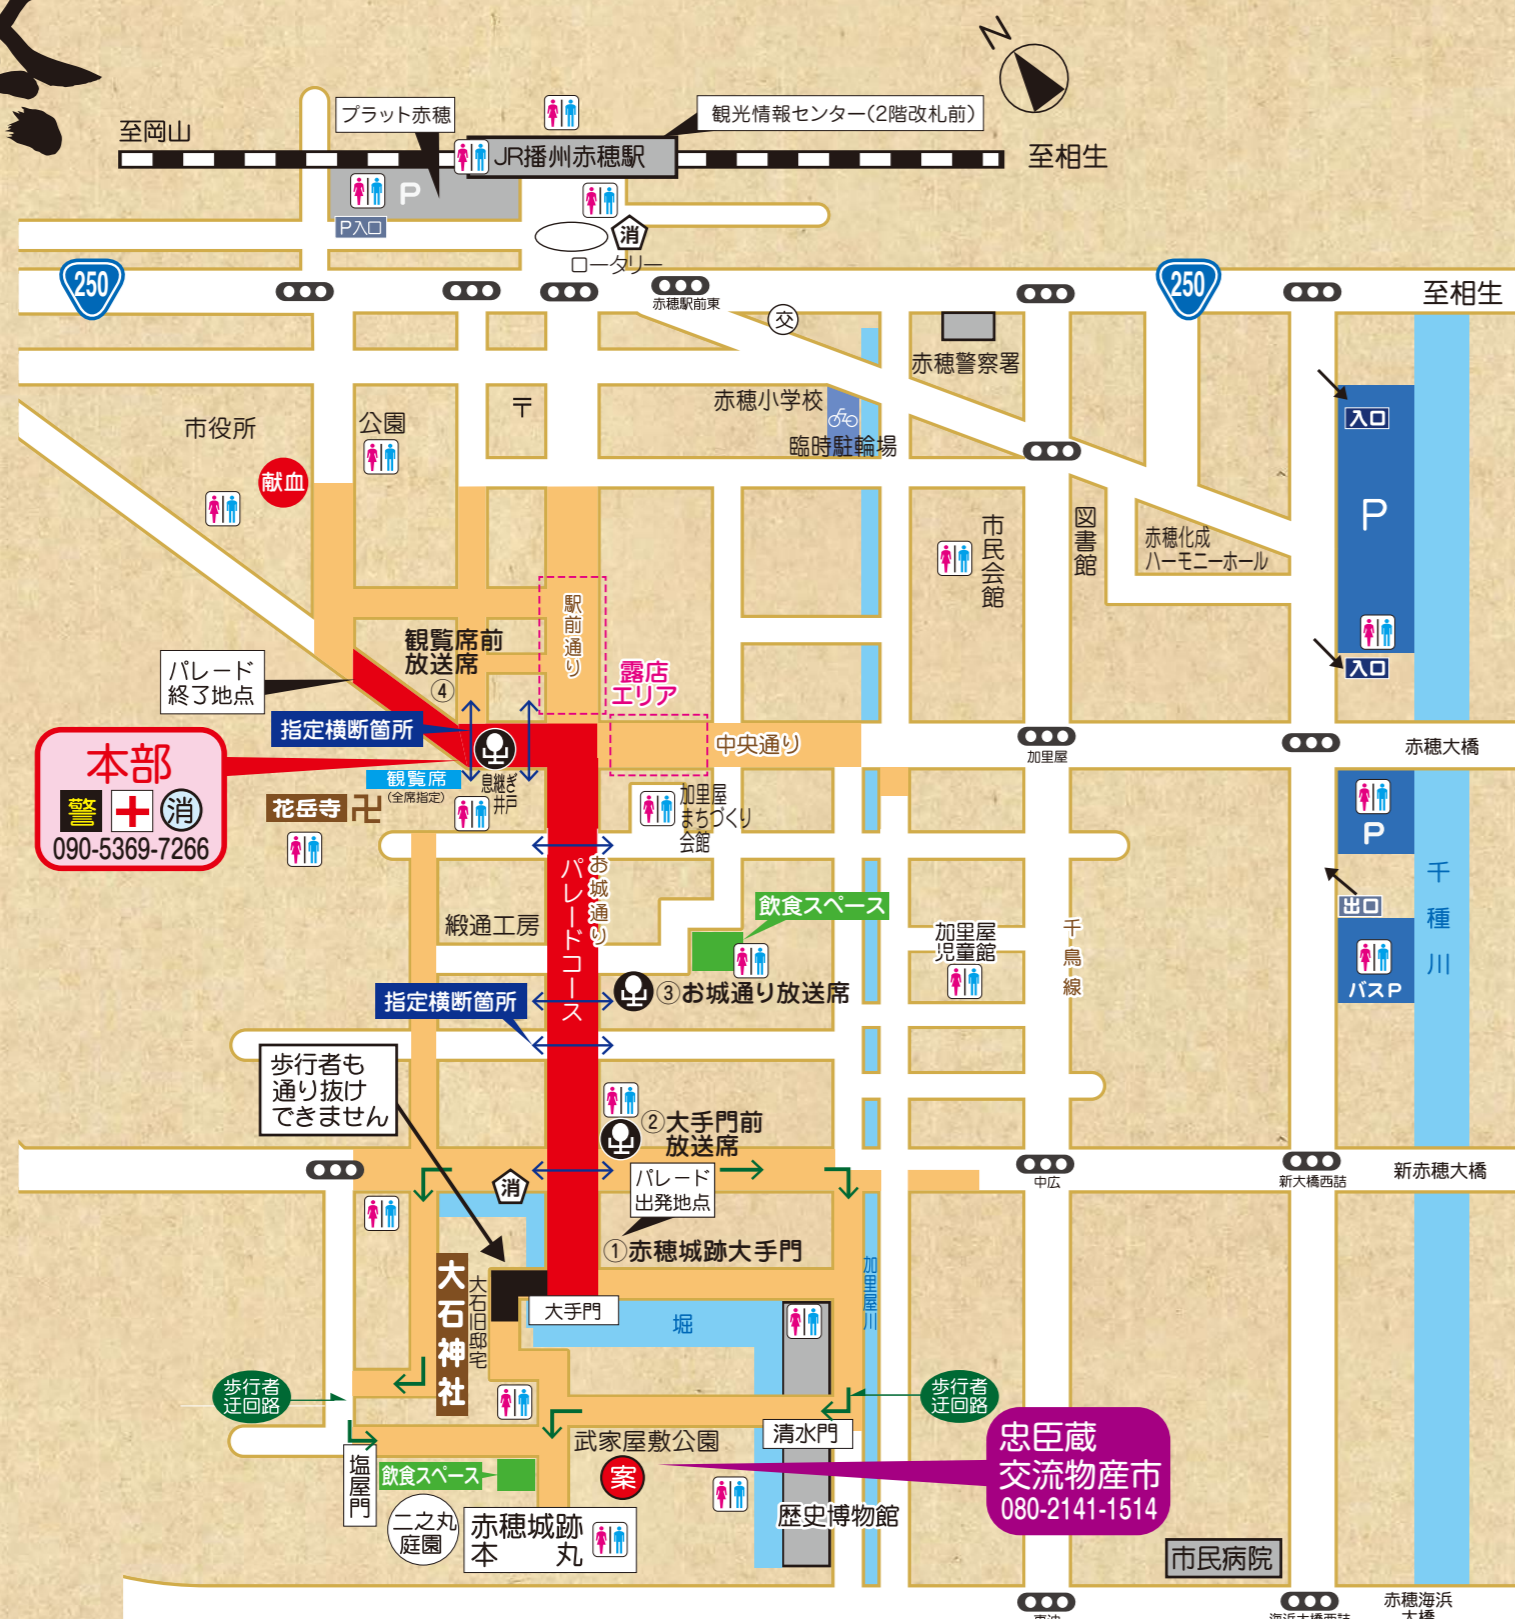 N
至岡山
プラット赤穂
観光情報センター(2階改札前)
JR播州赤穂駅
至相生
P
P入口
消
ロータリー
250
赤穂駅前東
250
至相生
交
赤穂警察署
市役所
公園
〒
赤穂小学校
臨時駐輪場
入口
献血
P
市民会館
図書館
赤穂化成
ハーモニーホール
駅前通り
観覧席前
放送席
④
露店
エリア
パレード
終了地点
入口
指定横断箇所
中央通り
加里屋
赤穂大橋
本部
警
消
090-5369-7266
観覧席
(全席指定)
息継ぎ
井戸
花岳寺
卍
加里屋
まちづくり
会館
P
パレードコース
お城通り
千種川
飲食スペース
出口
緞通工房
加里屋
児童館
千鳥線
バスP
指定横断箇所
③お城通り放送席
歩行者も
通り抜け
できません
②大手門前
放送席
パレード
出発地点
消
中広
新大橋西詰
新赤穂大橋
①赤穂城跡大手門
大石神社
大石旧邸宅
大手門
堀
加里屋川
歩行者
迂回路
歩行者
迂回路
清水門
武家屋敷公園
忠臣蔵
交流物産市
080-2141-1514
塩屋門
飲食スペース
案
二之丸
庭園
赤穂城跡
本丸
歴史博物館
市民病院
赤穂海浜
大橋
海浜大橋西詰